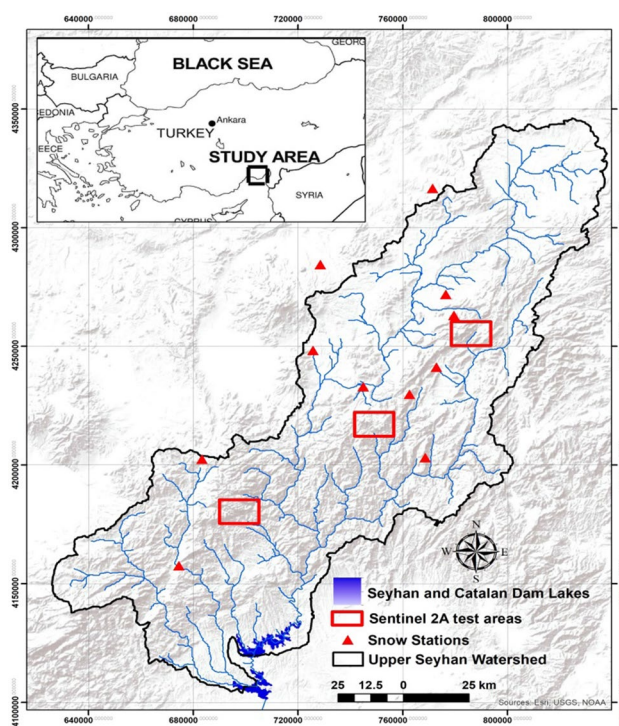 640000 680000 720000 760000 800000
BLACK SEA
GEORG
BULGARIA
EDONIA
Ankara
TURKEY
EECE
STUDY AREA
SYRIA
CYPRUS
4350000
4300000
4250000
4200000
4150000
4100000
N
W E
S
Seyhan and Catalan Dam Lakes
Sentinel 2A test areas
Snow Stations
Upper Seyhan Watershed
25 12.5 0 25 km
Sources: Esri, USGS, NOAA
640000 680000 720000 760000 800000